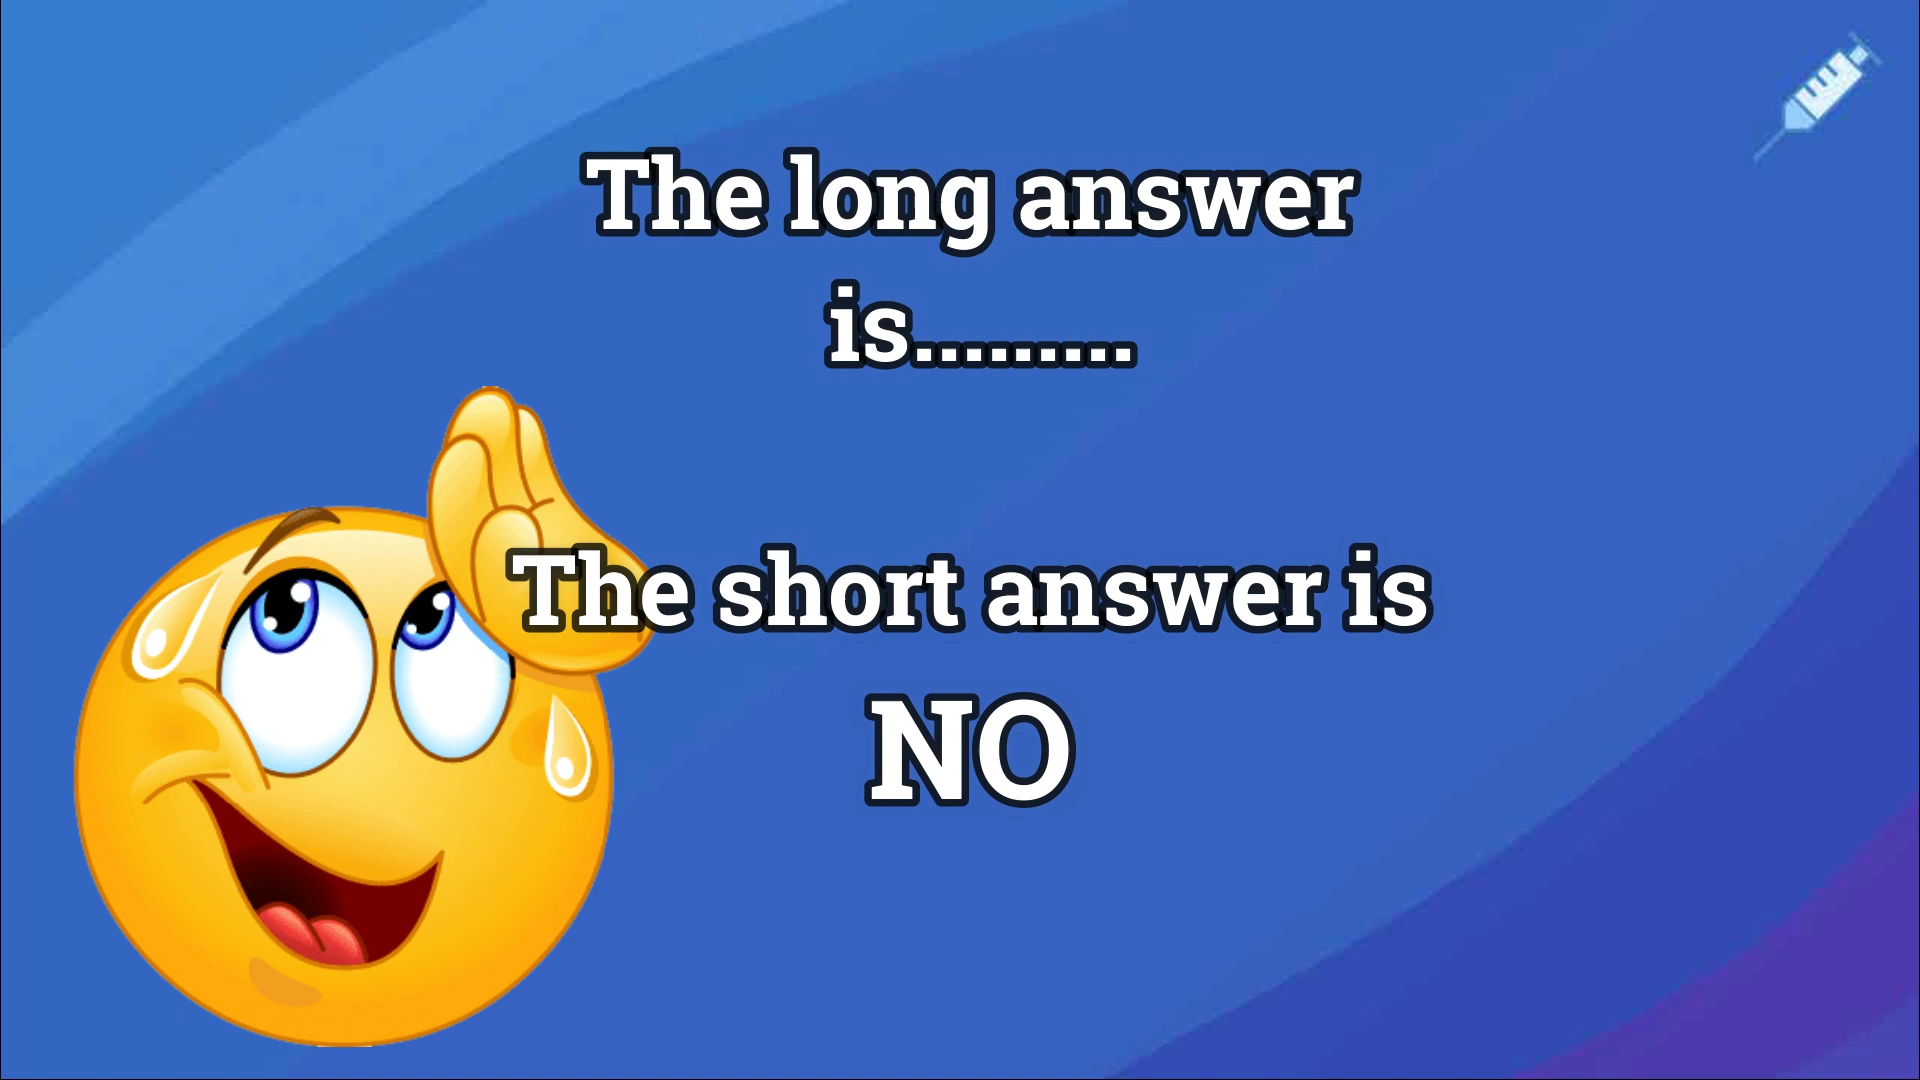 The long answer
is.........
The short answer is
NO